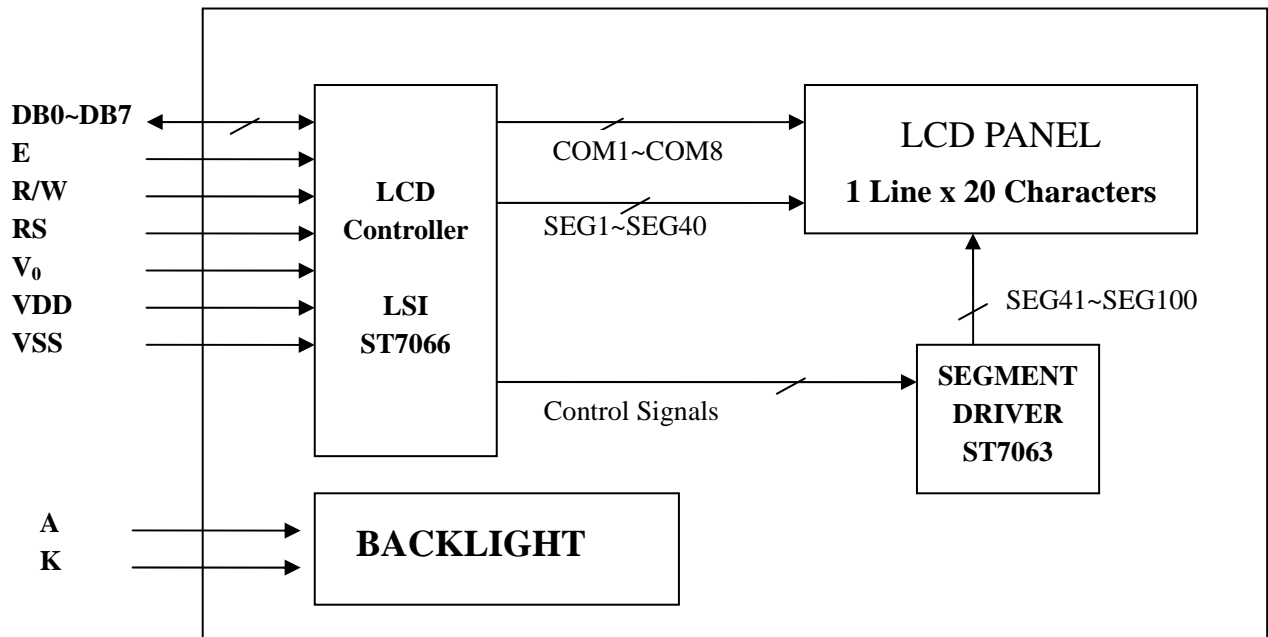 DB0~DB7
E
R/W
RS
V₀
VDD
VSS
A
K
LCD
Controller
LSI
ST7066
COM1~COM8
SEG1~SEG40
Control Signals
LCD PANEL
1 Line x 20 Characters
SEG41~SEG100
SEGMENT
DRIVER
ST7063
BACKLIGHT